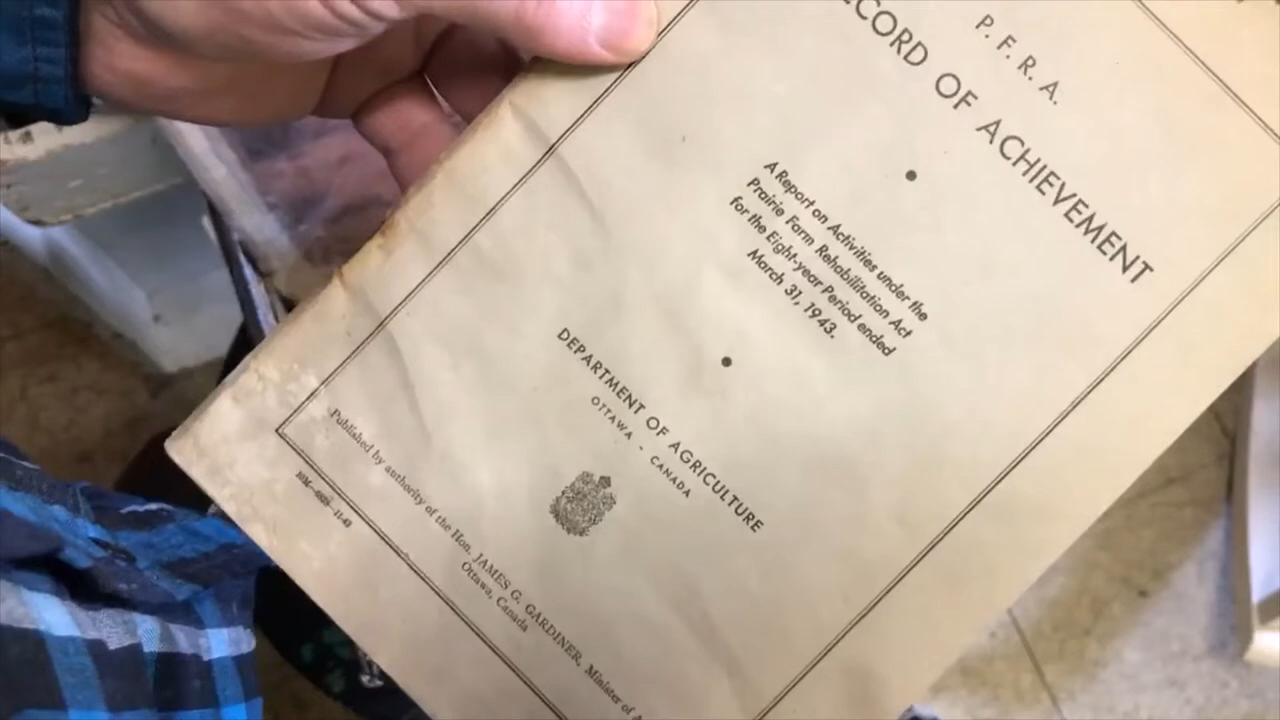 P. F. R. A.
ECORD OF ACHIEVEMENT
A Report on Activities under the
Prairie Farm Rehabilitation Act
for the Eight-year Period ended
March 31, 1943.
DEPARTMENT OF AGRICULTURE
OTTAWA - CANADA
Published by authority of the Hon. JAMES G. GARDINER, Minister of A
Ottawa, Canada